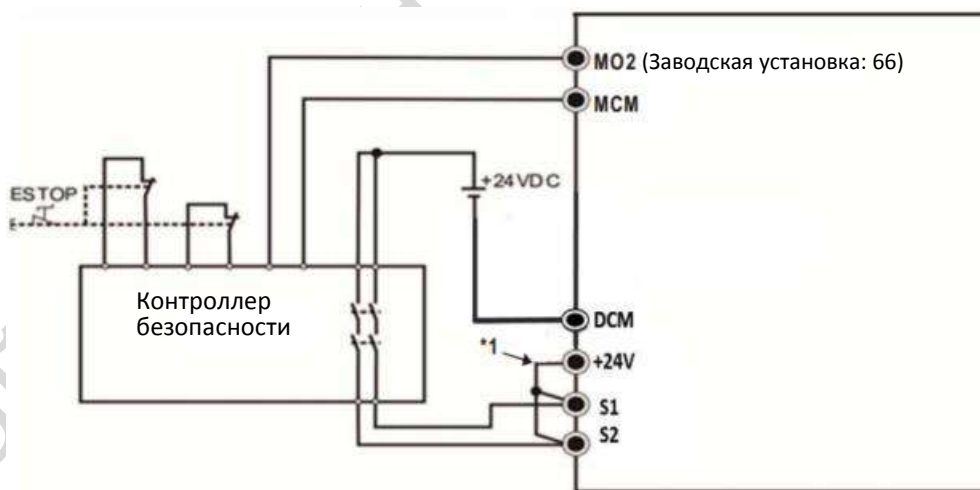 MO2 (Заводская установка: 66)
MCM
+24VDC
ESTOP
Контроллер
безопасности
DCM
*1
+24V
S1
S2